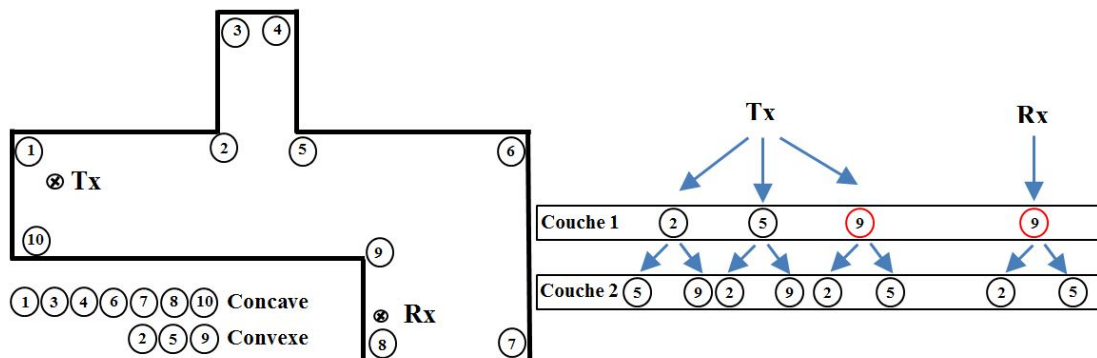 3 4
1 2 5 6
Tx
10 9
1 3 4 6 7 8 10 Concave
2 5 9 Convexe
Rx
8 7
Tx Rx
Couche 1 2 5 9 9
Couche 2 5 9 2 9 2 5 2 5